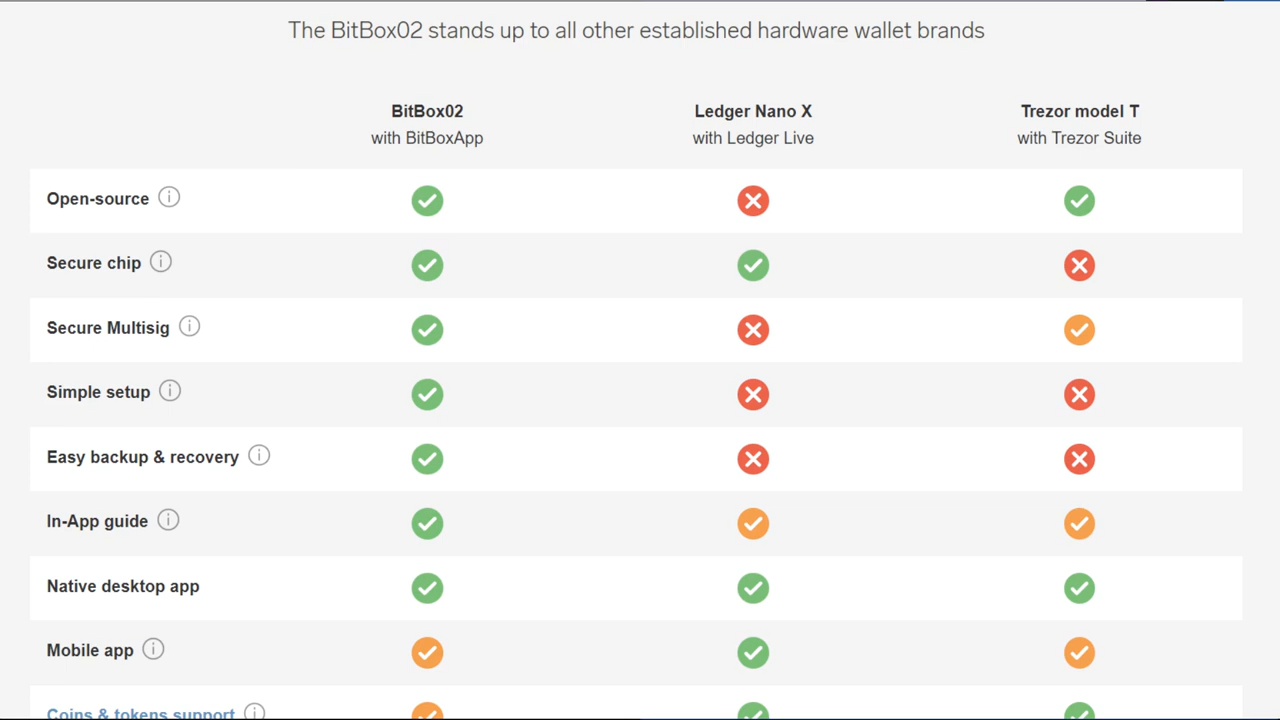 The BitBox02 stands up to all other established hardware wallet brands
BitBox02 Ledger Nano X Trezor model T
with BitBoxApp with Ledger Live with Trezor Suite
Open-source
Secure chip
Secure Multisig
Simple setup
Easy backup & recovery
In-App guide
Native desktop app
Mobile app
Coins & tokens support